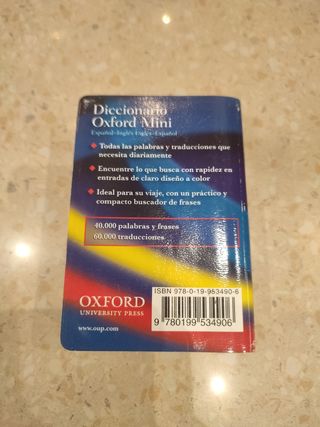 Diccionario
Oxford Mini
Español-Inglés Inglés-Español
Todas las palabras y traducciones que
necesita diariamente
Encuentre lo que busca con rapidez en
entradas de claro diseño a color
Ideal para su viaje, con un práctico y
compacto buscador de frases
40.000 palabras y frases
60.000 traducciones
ISBN 978-0-19-953490-6
OXFORD
UNIVERSITY PRESS
www.oup.com
9 780199 534906